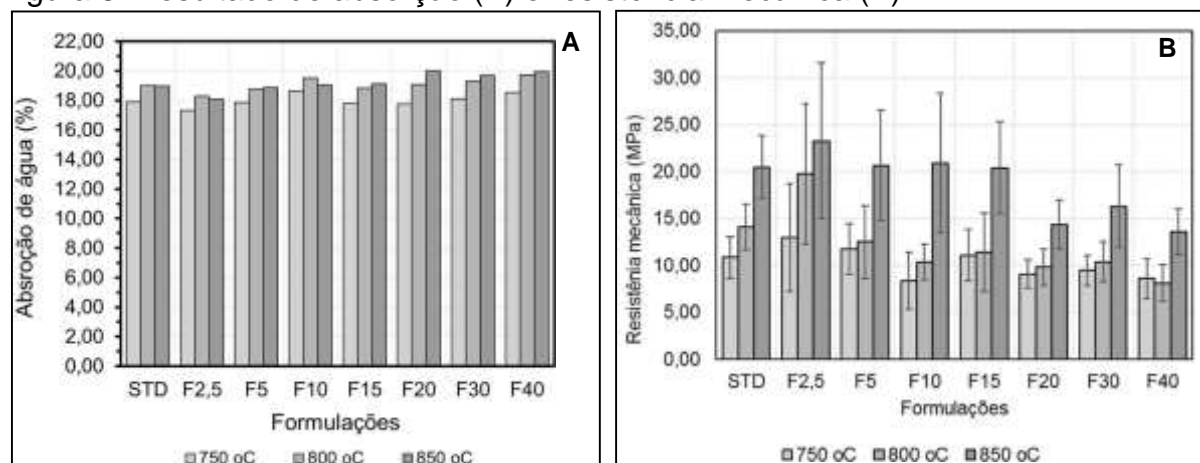 A
22,00
20,00
18,00
16,00
14,00
12,00
10,00
8,00
6,00
4,00
2,00
0,00
Absroção de água (%)
STD F2,5 F5 F10 F15 F20 F30 F40
Formulações
750 oC 800 oC 850 oC
B
35,00
30,00
25,00
20,00
15,00
10,00
5,00
0,00
Resistênia mecânica (MPa)
STD F2,5 F5 F10 F15 F20 F30 F40
Formulações
750 oC 800 oC 850 oC